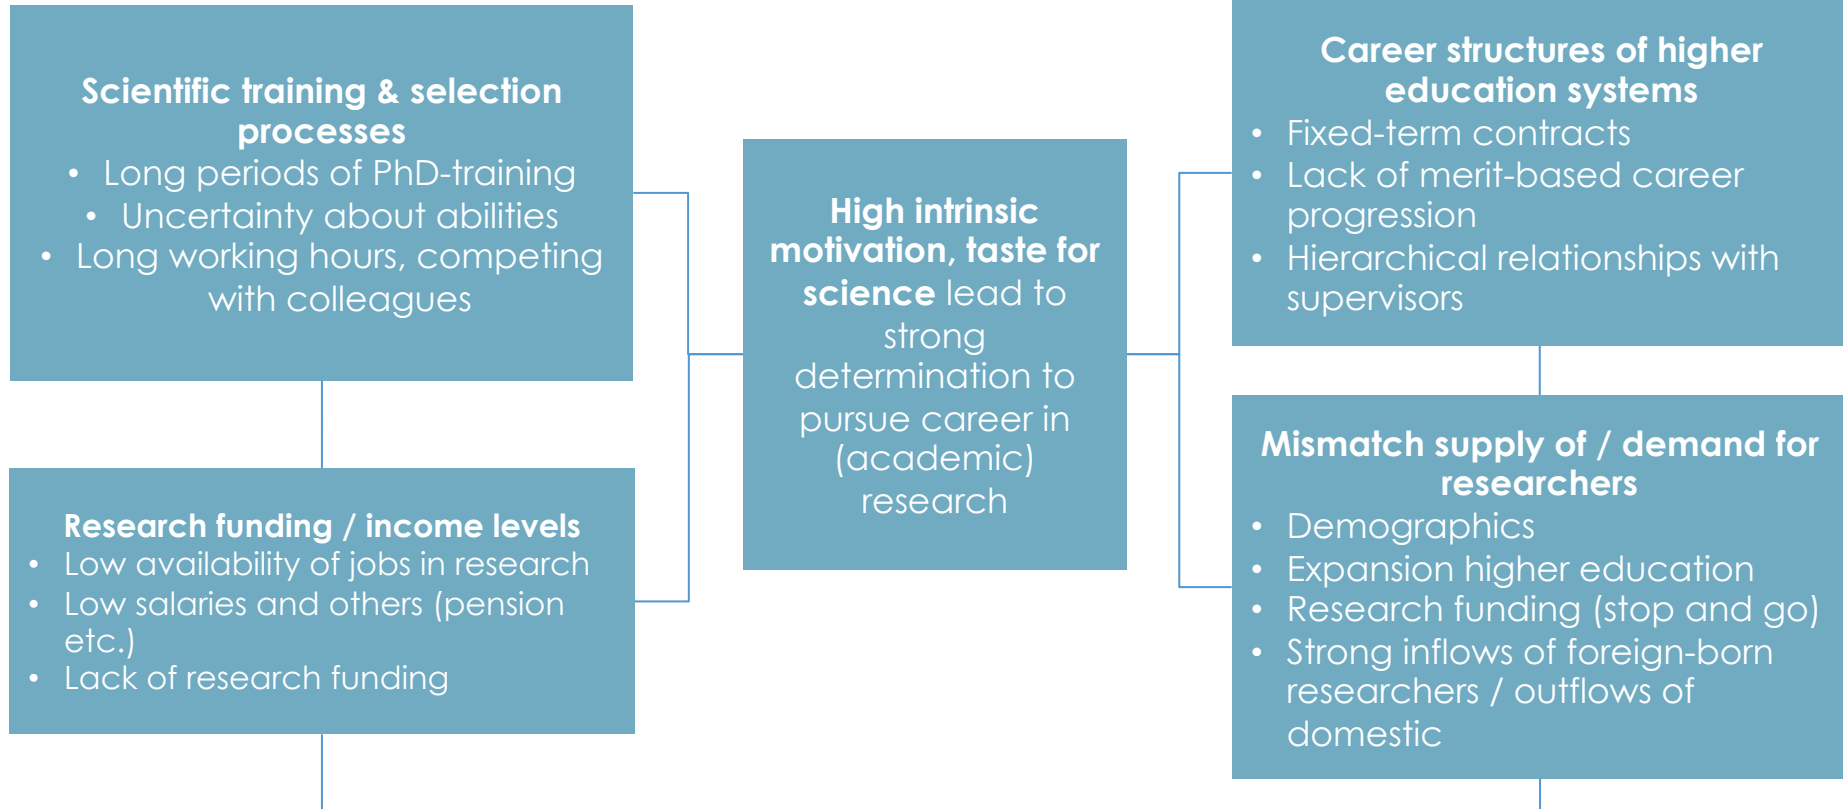 Scientific training & selection
processes
• Long periods of PhD-training
• Uncertainty about abilities
• Long working hours, competing
with colleagues
Research funding / income levels
• Low availability of jobs in research
• Low salaries and others (pension
etc.)
• Lack of research funding
High intrinsic
motivation, taste for
science lead to
strong
determination to
pursue career in
(academic)
research
Career structures of higher
education systems
• Fixed-term contracts
• Lack of merit-based career
progression
• Hierarchical relationships with
supervisors
Mismatch supply of / demand for
researchers
• Demographics
• Expansion higher education
• Research funding (stop and go)
• Strong inflows of foreign-born
researchers / outflows of
domestic